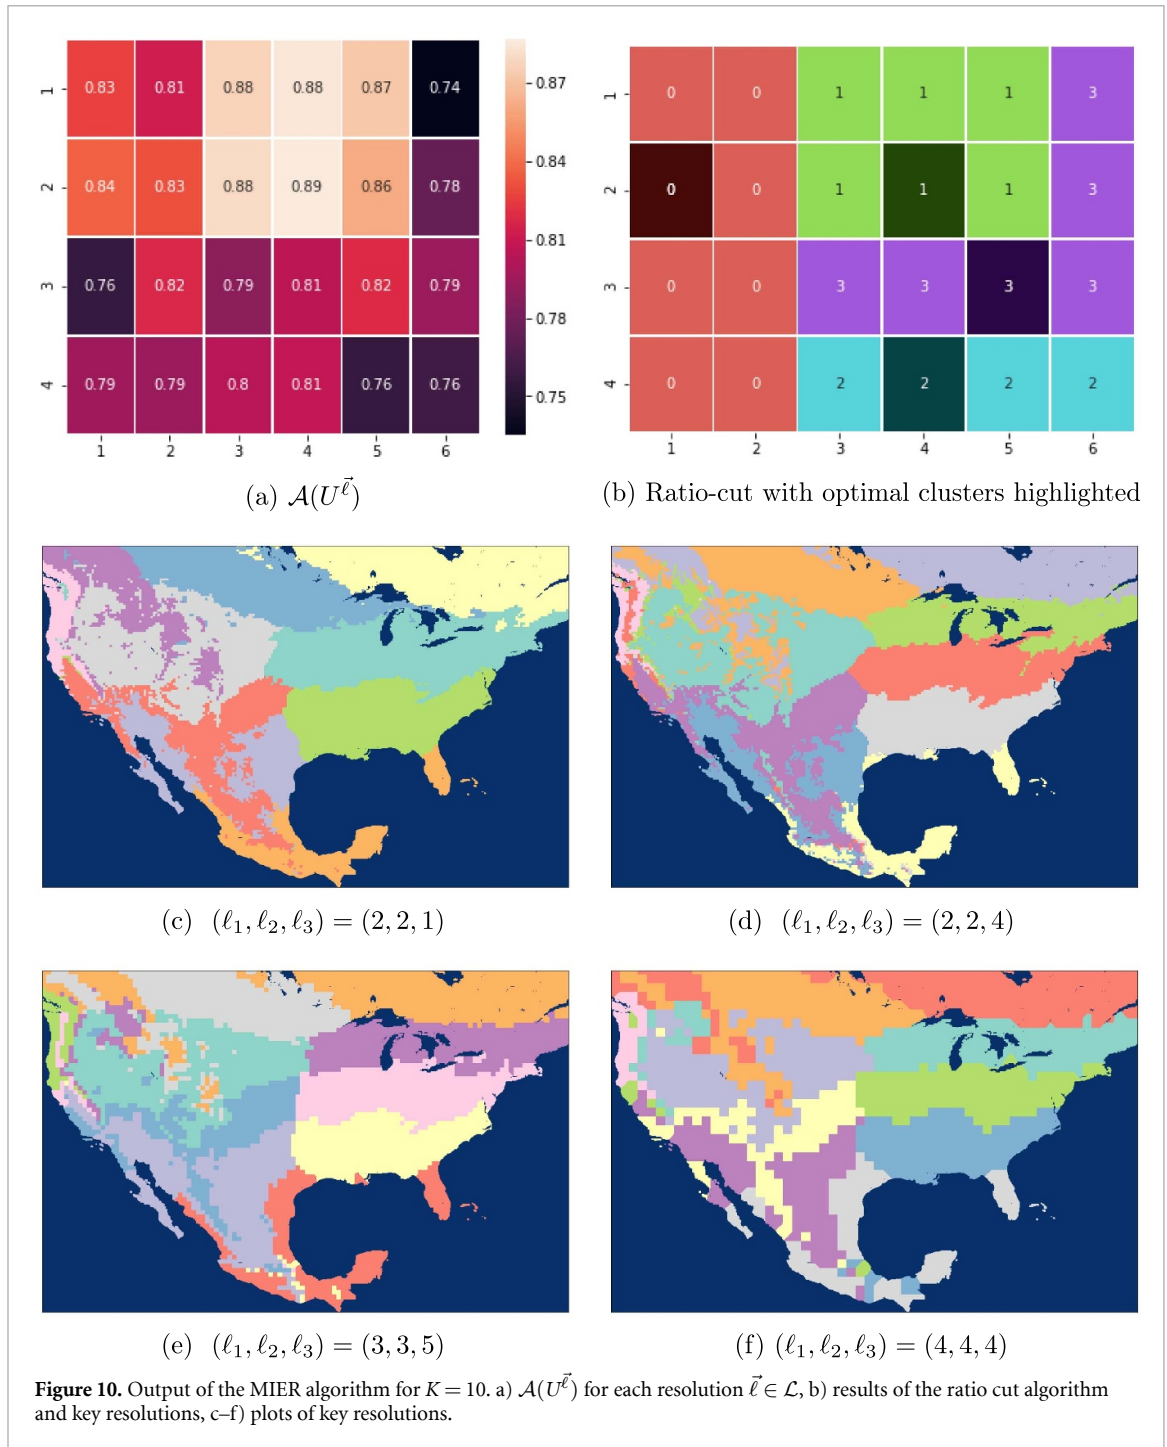 1 0.83 0.81 0.88 0.88 0.87 0.74
2 0.84 0.83 0.88 0.89 0.86 0.78
3 0.76 0.82 0.79 0.81 0.82 0.79
4 0.79 0.79 0.8 0.81 0.76 0.76
1 2 3 4 5 6
0.87
0.84
0.81
0.78
0.75
(a) 𝒜(U^ℓ⃗)
1 0 0 1 1 1 3
2 0 0 1 1 1 3
3 0 0 3 3 3 3
4 0 0 2 2 2 2
1 2 3 4 5 6
(b) Ratio-cut with optimal clusters highlighted
(c) (ℓ₁, ℓ₂, ℓ₃) = (2, 2, 1)
(d) (ℓ₁, ℓ₂, ℓ₃) = (2, 2, 4)
(e) (ℓ₁, ℓ₂, ℓ₃) = (3, 3, 5)
(f) (ℓ₁, ℓ₂, ℓ₃) = (4, 4, 4)
Figure 10. Output of the MIER algorithm for K = 10. a) 𝒜(U^ℓ⃗) for each resolution ℓ⃗ ∈ ℒ, b) results of the ratio cut algorithm
and key resolutions, c–f) plots of key resolutions.